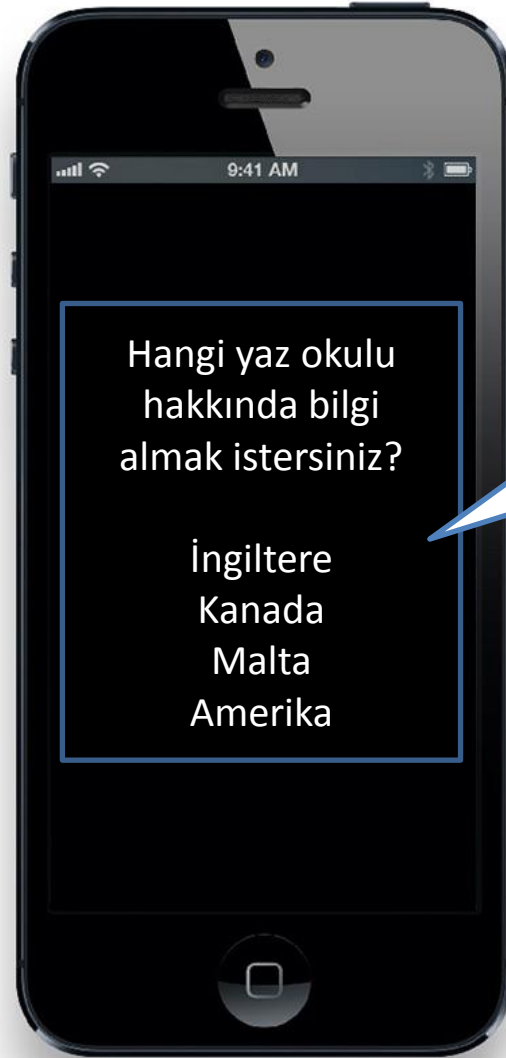 9:41 AM
Hangi yaz okulu
hakkında bilgi
almak istersiniz?
İngiltere
Kanada
Malta
Amerika